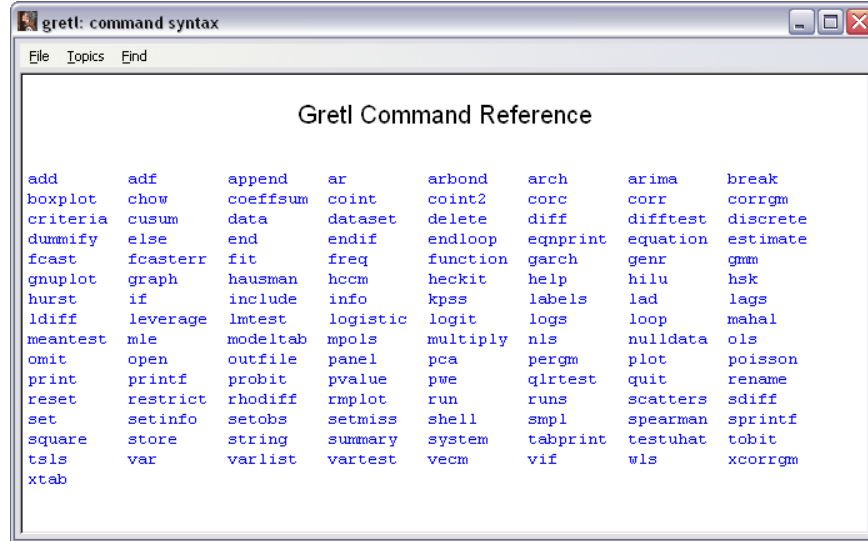 gretl: command syntax
File Topics Find
Gretl Command Reference
add adf append ar arbond arch arima break
boxplot chow coeffsum coint coint2 corc corr corrgm
criteria cusum data dataset delete diff difftest discrete
dummify else end endif endloop eqnprint equation estimate
fcast fcasterr fit freq function garch genr gmm
gnuplot graph hausman hccm heckit help hilu hsk
hurst if include info kpss labels lad lags
ldiff leverage lmtest logistic logit logs loop mahal
meantest mle modeltab mpols multiply nls nulldata ols
omit open outfile panel pca pergm plot poisson
print printf probit pvalue pwe qlrtest quit rename
reset restrict rhodiff rmplot run runs scatters sdiff
set setinfo setobs setmiss shell smpl spearman sprintf
square store string summary system tabprint testuhat tobit
tsls var varlist vartest vecm vif wls xcorrgm
xtab